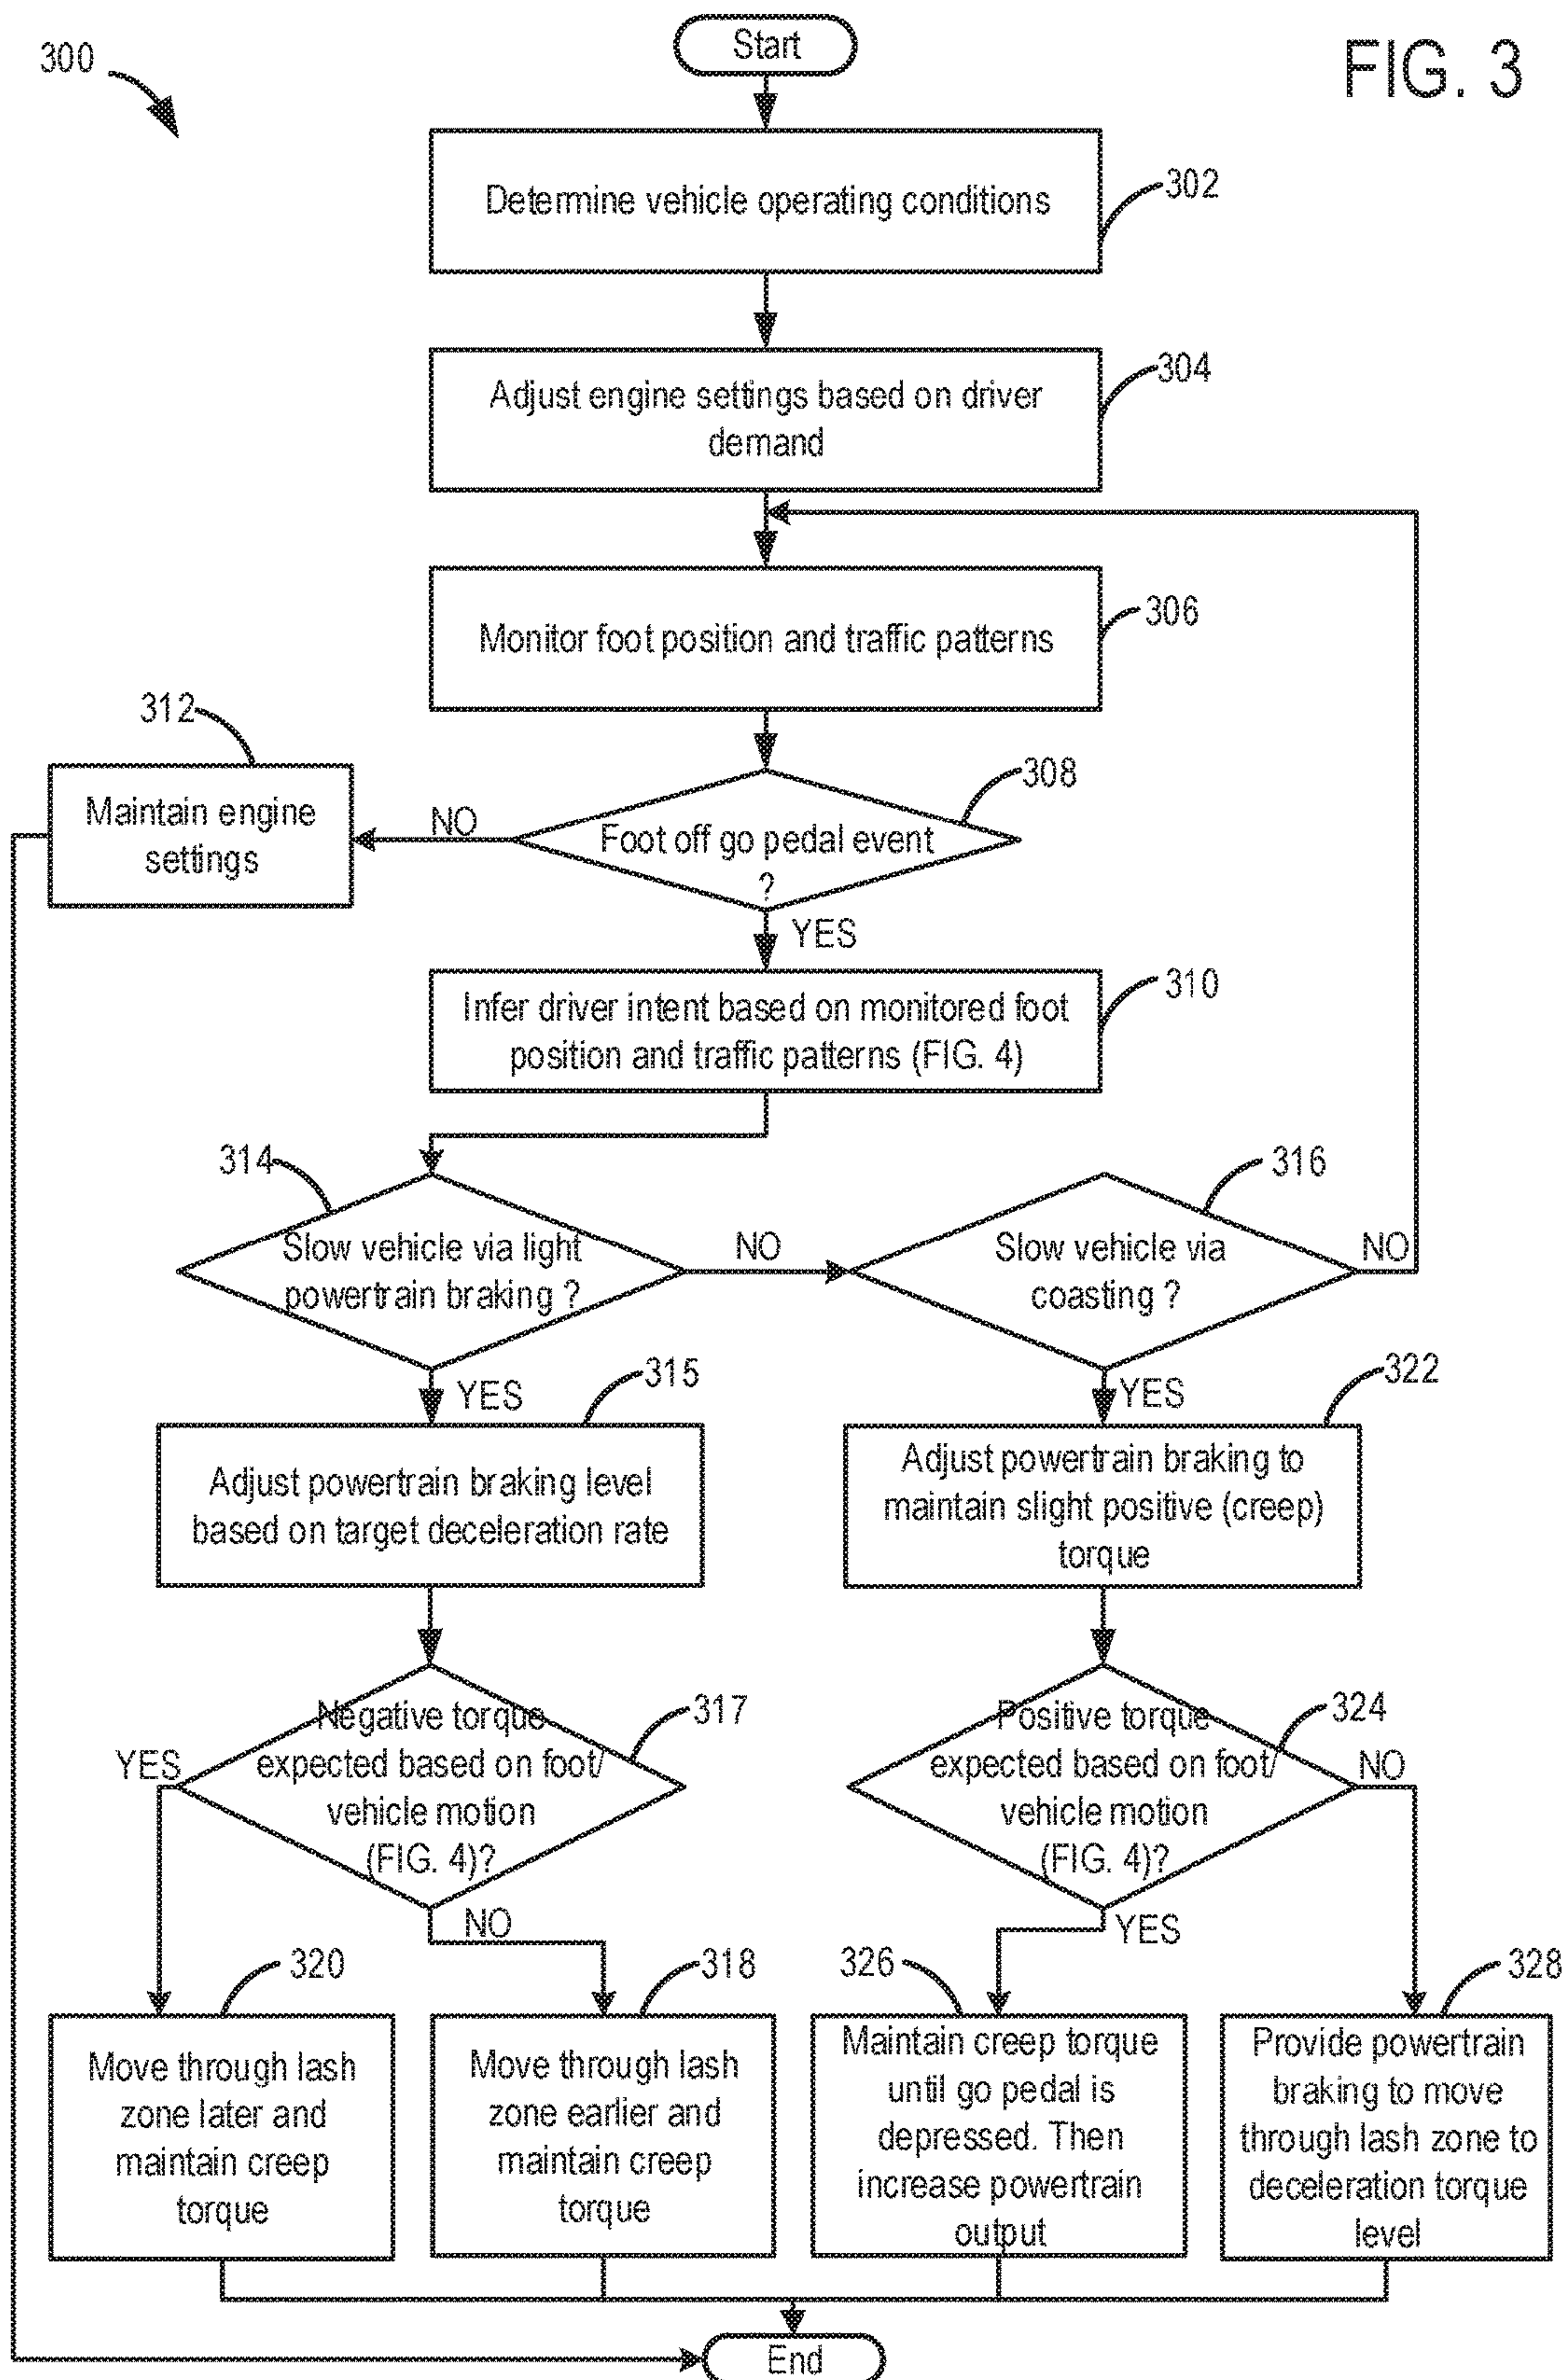 300
Start
FIG. 3
Determine vehicle operating conditions
302
Adjust engine settings based on driver
demand
304
Monitor foot position and traffic patterns
306
312
Maintain engine
settings
NO
Foot off go pedal event
?
308
YES
Infer driver intent based on monitored foot
position and traffic patterns (FIG. 4)
310
314
Slow vehicle via light
powertrain braking ?
NO
316
Slow vehicle via
coasting ?
NO
YES
315
Adjust powertrain braking level
based on target deceleration rate
YES
322
Adjust powertrain braking to
maintain slight positive (creep)
torque
YES
Negative torque
expected based on foot/
vehicle motion
(FIG. 4)?
317
NO
Positive torque
expected based on foot/
vehicle motion
(FIG. 4)?
324
NO
YES
320
Move through lash
zone later and
maintain creep
torque
318
Move through lash
zone earlier and
maintain creep
torque
326
Maintain creep torque
until go pedal is
depressed. Then
increase powertrain
output
328
Provide powertrain
braking to move
through lash zone to
deceleration torque
level
End